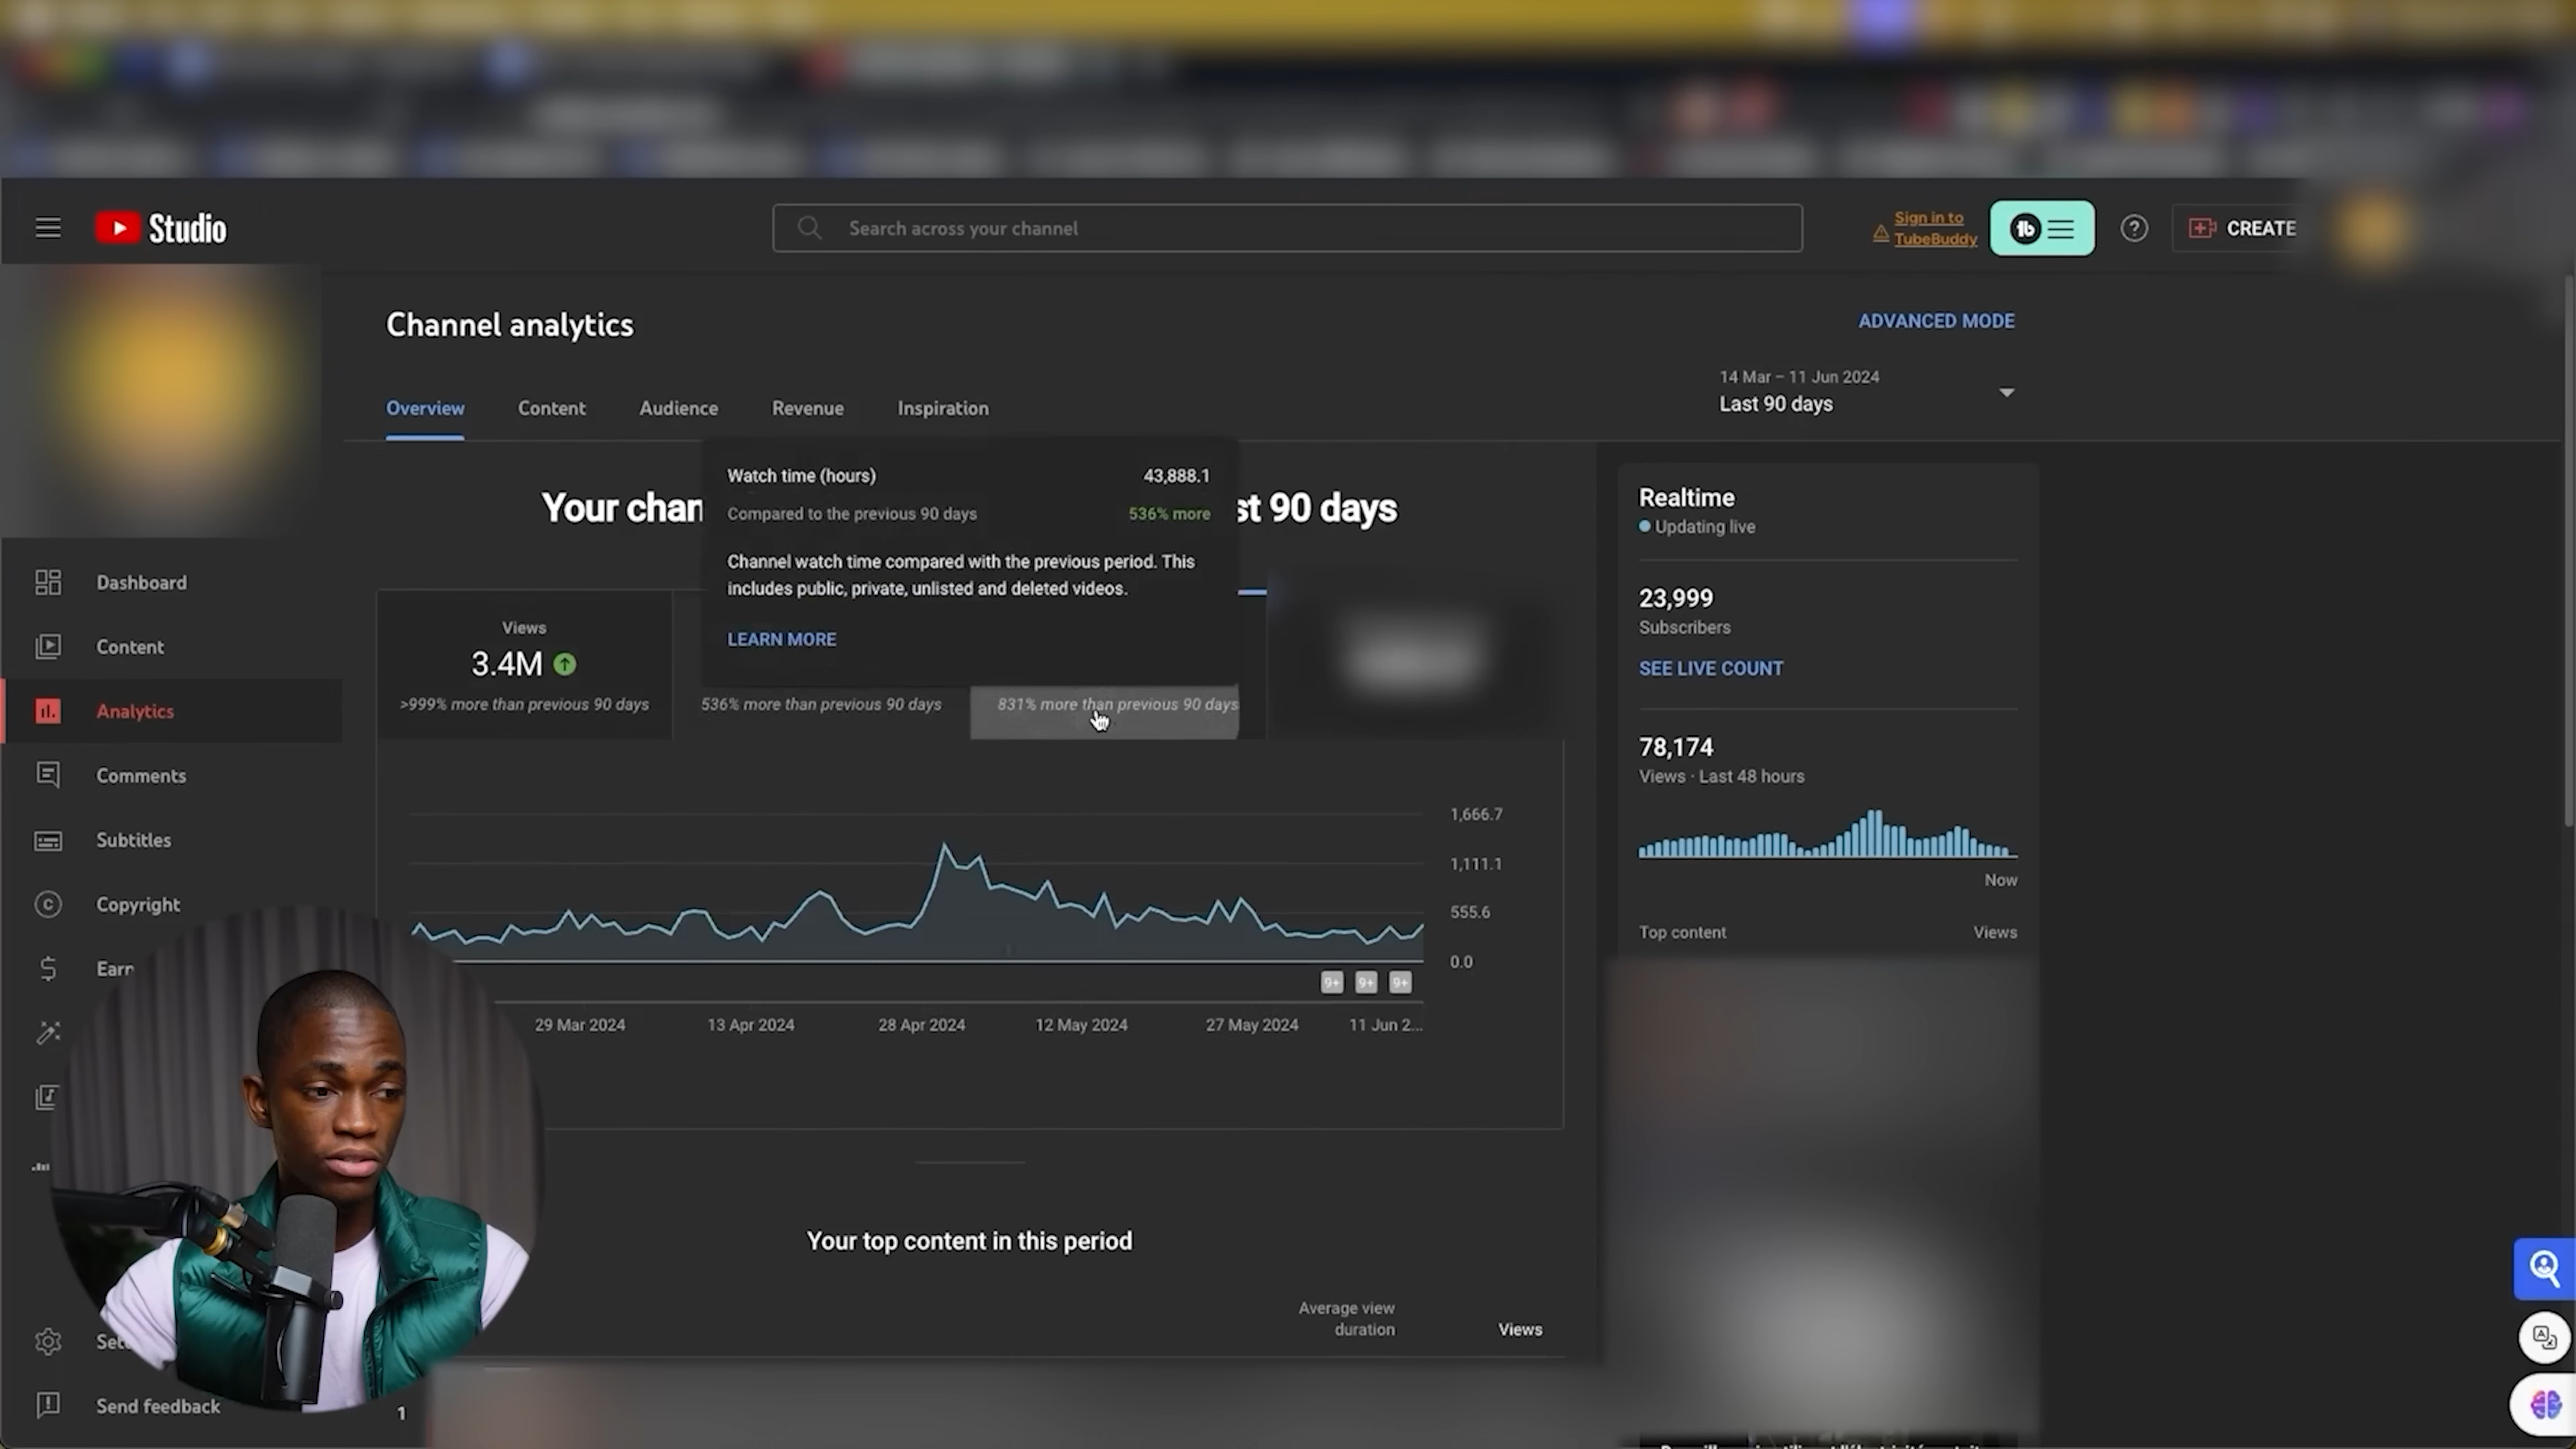 Studio
Search across your channel
Sign in to
TubeBuddy
CREATE
Channel analytics
ADVANCED MODE
14 Mar – 11 Jun 2024
Last 90 days
Overview
Content
Audience
Revenue
Inspiration
Watch time (hours)
43,888.1
Compared to the previous 90 days
536% more
Channel watch time compared with the previous period. This
includes public, private, unlisted and deleted videos.
LEARN MORE
Your chan
st 90 days
Views
3.4M
>999% more than previous 90 days
536% more than previous 90 days
831% more than previous 90 days
1,666.7
1,111.1
555.6
0.0
9+
9+
9+
29 Mar 2024
13 Apr 2024
28 Apr 2024
12 May 2024
27 May 2024
11 Jun 2...
Your top content in this period
Average view
duration
Views
1
Realtime
Updating live
23,999
Subscribers
SEE LIVE COUNT
78,174
Views · Last 48 hours
Now
Top content
Views
Dashboard
Content
Analytics
Comments
Subtitles
Copyright
Earn
Set
Send feedback